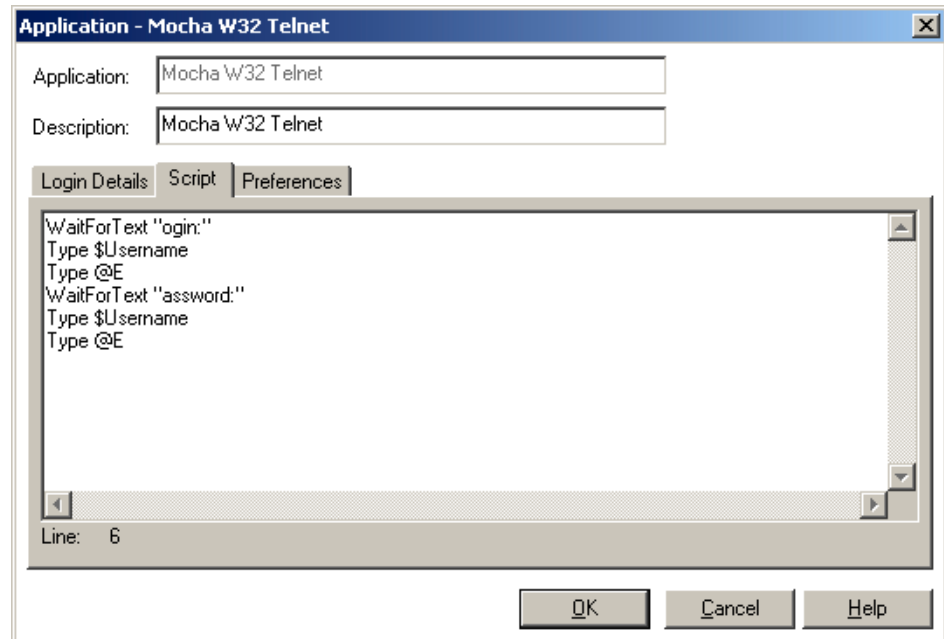 Application - Mocha W32 Telnet
Application: Mocha W32 Telnet
Description: Mocha W32 Telnet
Login Details Script Preferences
WaitForText "ogin:"
Type $Username
Type @E
WaitForText "assword:"
Type $Username
Type @E
Line: 6
OK Cancel Help